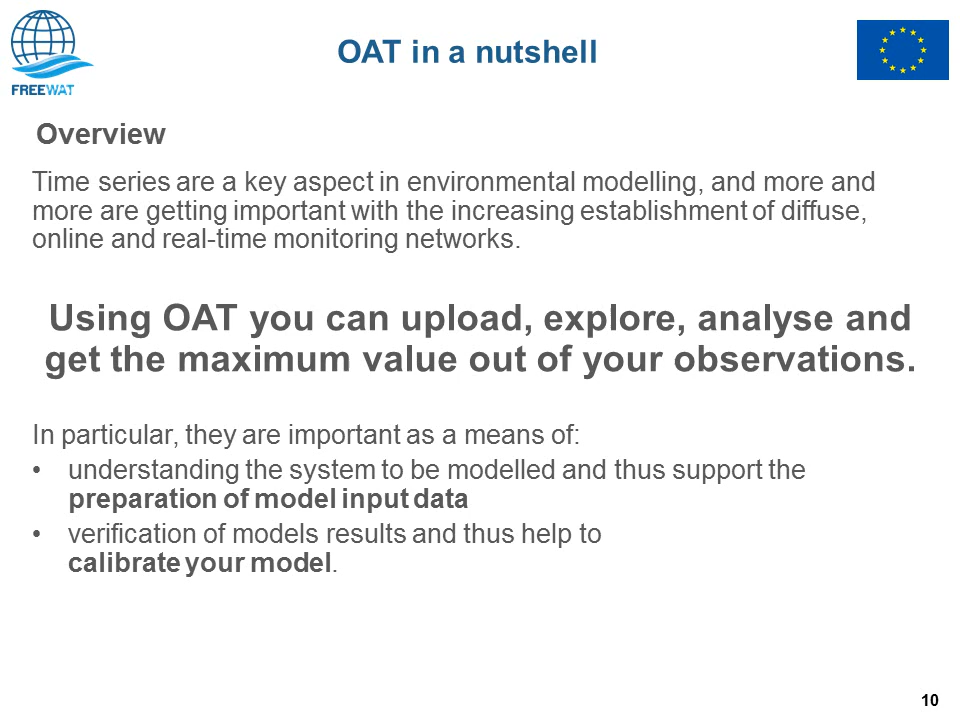 OAT in a nutshell
FREEWAT
Overview
Time series are a key aspect in environmental modelling, and more and
more are getting important with the increasing establishment of diffuse,
online and real-time monitoring networks.
Using OAT you can upload, explore, analyse and
get the maximum value out of your observations.
In particular, they are important as a means of:
• understanding the system to be modelled and thus support the
preparation of model input data
• verification of models results and thus help to
calibrate your model.
10